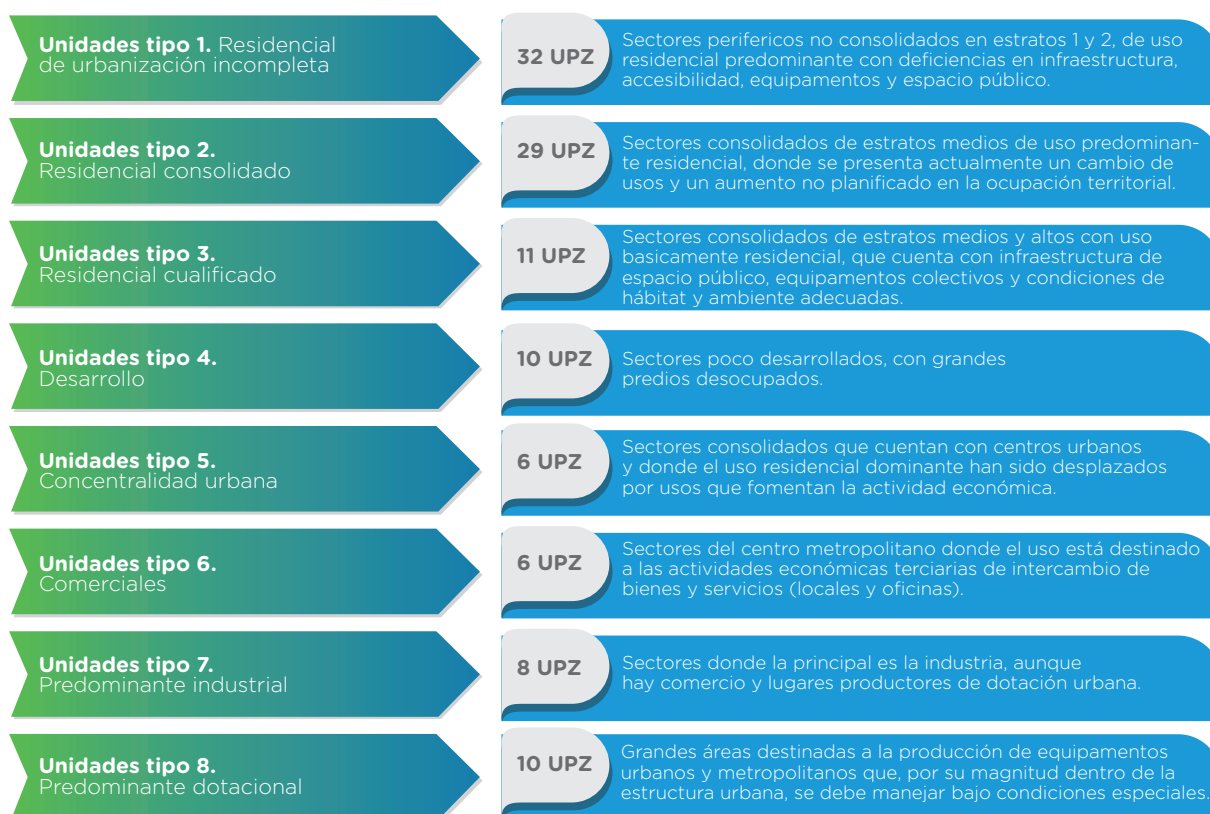 Unidades tipo 1. Residencial
de urbanización incompleta
32 UPZ
Sectores perifericos no consolidados en estratos 1 y 2, de uso
residencial predominante con deficiencias en infraestructura,
accesibilidad, equipamentos y espacio público.
Unidades tipo 2.
Residencial consolidado
29 UPZ
Sectores consolidados de estratos medios de uso predominan-
te residencial, donde se presenta actualmente un cambio de
usos y un aumento no planificado en la ocupación territorial.
Unidades tipo 3.
Residencial cualificado
11 UPZ
Sectores consolidados de estratos medios y altos con uso
basicamente residencial, que cuenta con infraestructura de
espacio público, equipamentos colectivos y condiciones de
hábitat y ambiente adecuadas.
Unidades tipo 4.
Desarrollo
10 UPZ
Sectores poco desarrollados, con grandes
predios desocupados.
Unidades tipo 5.
Concentralidad urbana
6 UPZ
Sectores consolidados que cuentan con centros urbanos
y donde el uso residencial dominante han sido desplazados
por usos que fomentan la actividad económica.
Unidades tipo 6.
Comerciales
6 UPZ
Sectores del centro metropolitano donde el uso está destinado
a las actividades económicas terciarias de intercambio de
bienes y servicios (locales y oficinas).
Unidades tipo 7.
Predominante industrial
8 UPZ
Sectores donde la principal es la industria, aunque
hay comercio y lugares productores de dotación urbana.
Unidades tipo 8.
Predominante dotacional
10 UPZ
Grandes áreas destinadas a la producción de equipamentos
urbanos y metropolitanos que, por su magnitud dentro de la
estructura urbana, se debe manejar bajo condiciones especiales.